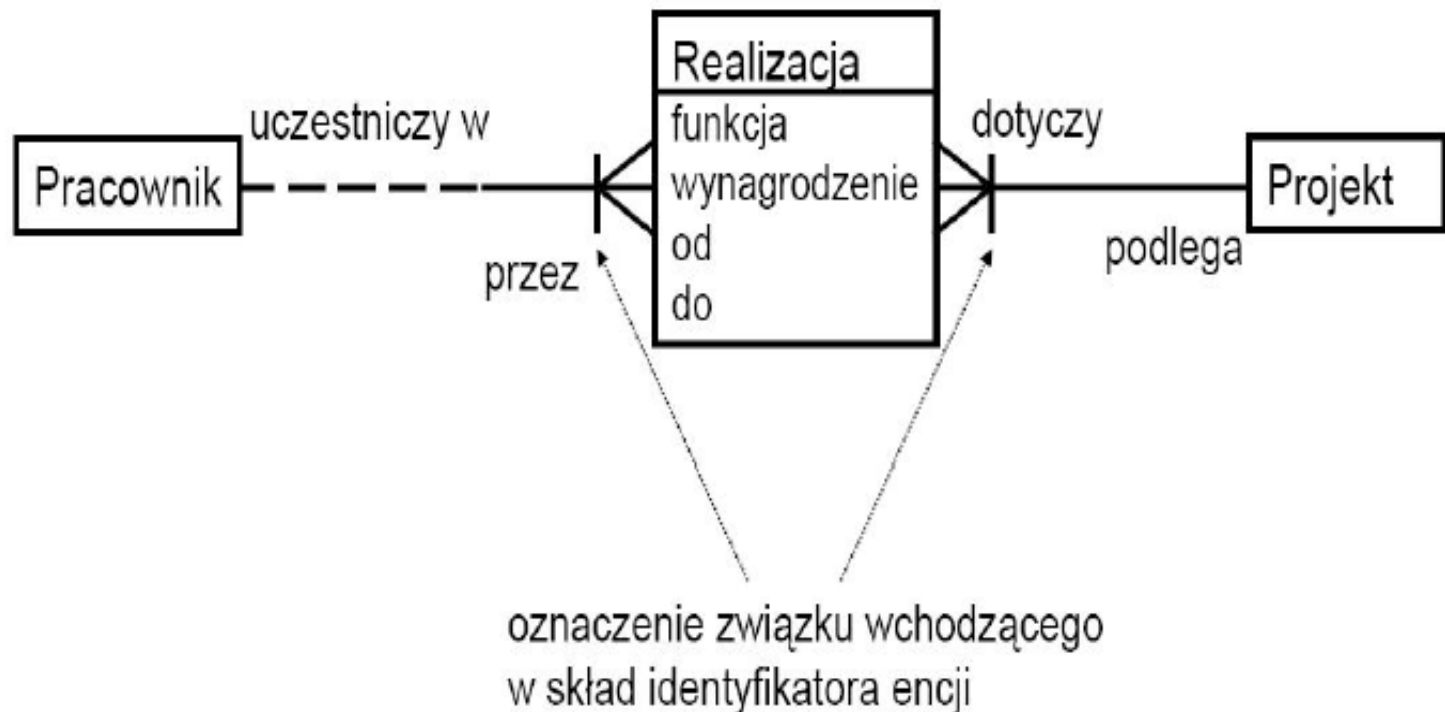 Realizacja
uczestniczy w
funkcja
dotyczy
Pracownik
wynagrodzenie
Projekt
przez
od
podlega
do
oznaczenie związku wchodzącego
w skład identyfikatora encji